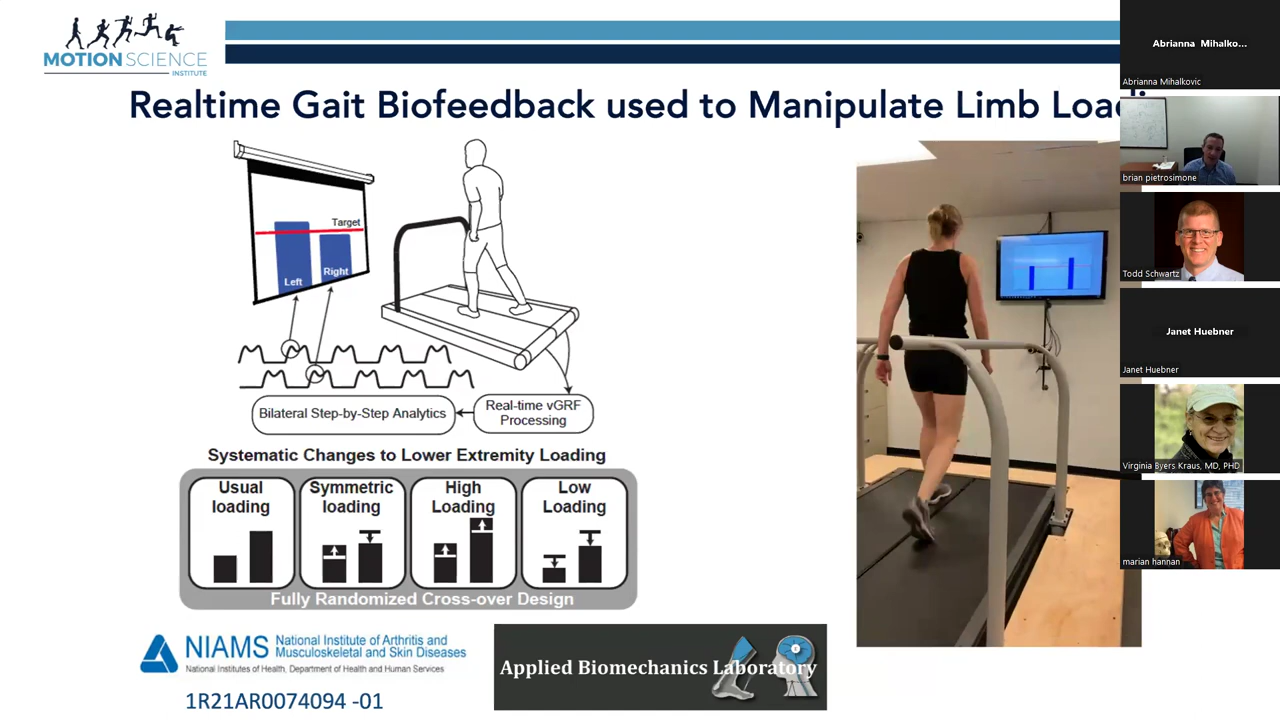 MOTION SCIENCE
INSTITUTE
Realtime Gait Biofeedback used to Manipulate Limb
Target
Left
Right
Bilateral Step-by-Step Analytics
Real-time vGRF
Processing
Systematic Changes to Lower Extremity Loading
Usual
loading
Symmetric
loading
High
Loading
Low
Loading
Fully Randomized Cross-over Design
NIAMS
National Institute of Arthritis and
Musculoskeletal and Skin Diseases
National Institutes of Health, Department of Health and Human Services
1R21AR0074094 -01
Applied Biomechanics Laboratory
Abrianna Mihalko...
Abrianna Mihalkovic
brian pietrosimone
Todd Schwartz
Janet Huebner
Janet Huebner
Virginia Byers Kraus, MD, PHD
marian hannan